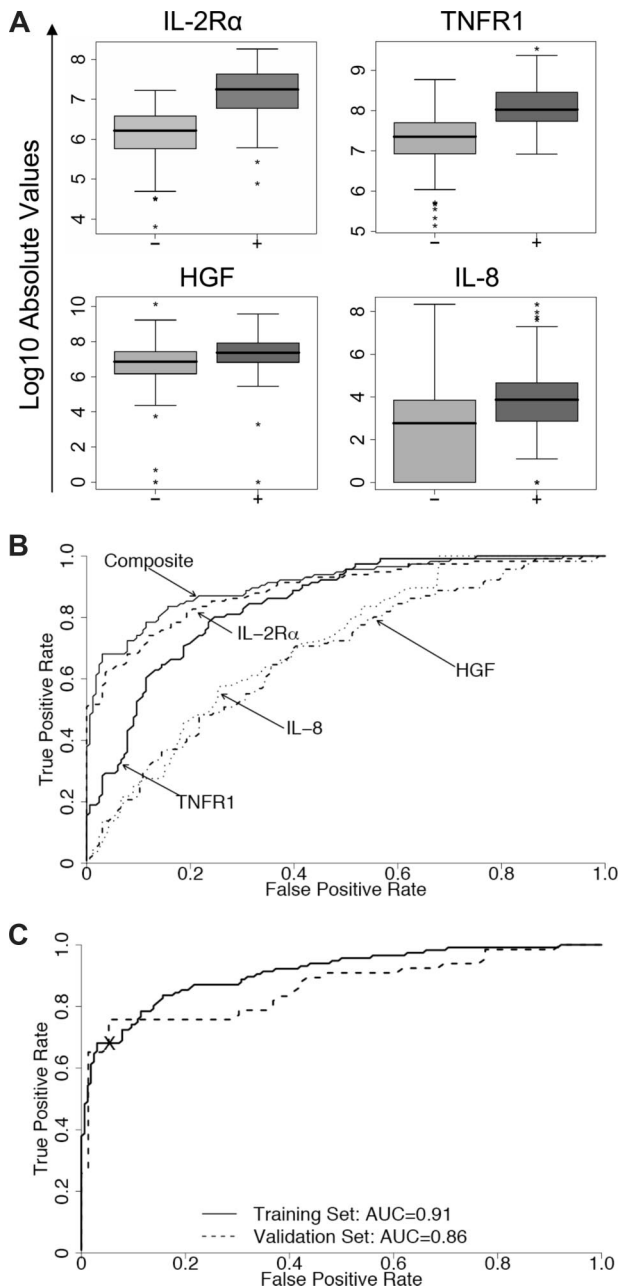 A
Log10 Absolute Values
IL-2Rα
8
7
6
5
4
–
+
TNFR1
9
8
7
6
5
–
+
HGF
10
8
6
4
2
0
–
+
IL-8
8
6
4
2
0
–
+
B
True Positive Rate
1.0
0.8
0.6
0.4
0.2
0
Composite
IL–2Rα
HGF
IL-8
TNFR1
0 0.2 0.4 0.6 0.8 1.0
False Positive Rate
C
True Positive Rate
1.0
0.8
0.6
0.4
0.2
0
X
Training Set: AUC=0.91
Validation Set: AUC=0.86
0 0.2 0.4 0.6 0.8 1.0
False Positive Rate